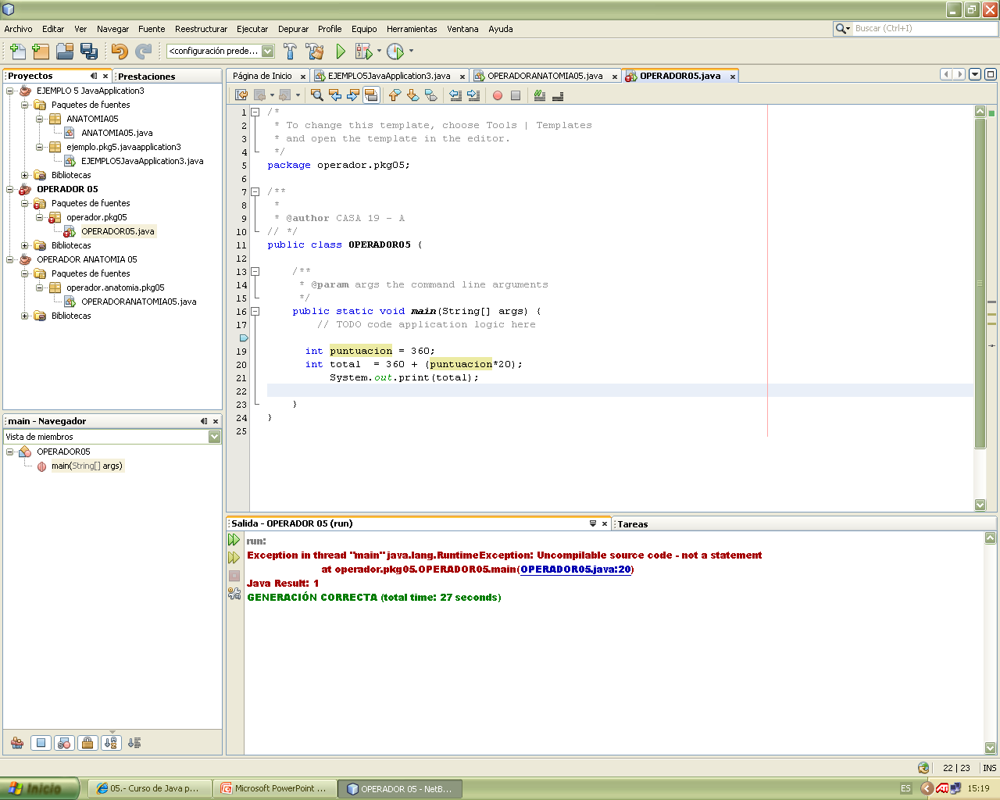 Archivo Editar Ver Navegar Fuente Reestructurar Ejecutar Depurar Profile Equipo Herramientas Ventana Ayuda
Buscar (Ctrl+I)
<configuración prede...
Proyectos
Prestaciones
EJEMPLO 5 JavaApplication3
Paquetes de fuentes
ANATOMIA05
ANATOMIA05.java
ejemplo.pkg5.javaapplication3
EJEMPLO5JavaApplication3.java
Bibliotecas
OPERADOR 05
Paquetes de fuentes
operador.pkg05
OPERADOR05.java
Bibliotecas
OPERADOR ANATOMIA 05
Paquetes de fuentes
operador.anatomia.pkg05
OPERADORANATOMIA05.java
Bibliotecas
main - Navegador
Vista de miembros
OPERADOR05
main(String[] args)
Página de Inicio EJEMPLO5JavaApplication3.java OPERADORANATOMIA05.java OPERADOR05.java
1 /*
2 * To change this template, choose Tools | Templates
3 * and open the template in the editor.
4 */
5 package operador.pkg05;
6
7 /**
8 *
9 * @author CASA 19 - A
10 // */
11 public class OPERADOR05 {
12
13 /**
14 * @param args the command line arguments
15 */
16 public static void main(String[] args) {
17 // TODO code application logic here
19 int puntuacion = 360;
20 int total  = 360 + (puntuacion*20);
21 System.out.print(total);
22
23 }
24 }
25
Salida - OPERADOR 05 (run)
Tareas
run:
Exception in thread "main" java.lang.RuntimeException: Uncompilable source code - not a statement
at operador.pkg05.OPERADOR05.main(OPERADOR05.java:20)
Java Result: 1
GENERACIÓN CORRECTA (total time: 27 seconds)
22 | 23 INS
Inicio
05.- Curso de Java p...
Microsoft PowerPoint ...
OPERADOR 05 - NetB...
ES
15:19